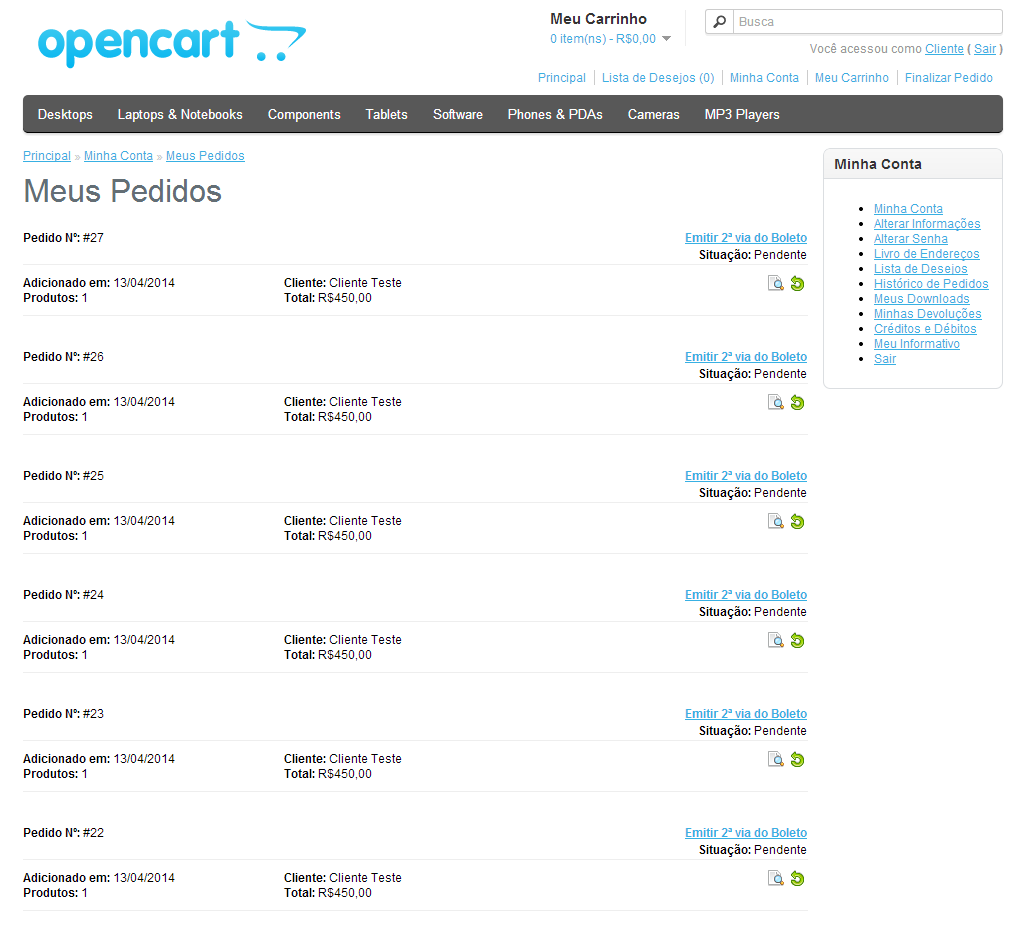 opencart
Meu Carrinho
0 item(ns) - R$0,00
Busca
Você acessou como Cliente ( Sair )
Principal Lista de Desejos (0) Minha Conta Meu Carrinho Finalizar Pedido
Desktops Laptops & Notebooks Components Tablets Software Phones & PDAs Cameras MP3 Players
Principal » Minha Conta » Meus Pedidos
Meus Pedidos
Pedido Nº: #27 Emitir 2ª via do Boleto
Situação: Pendente
Adicionado em: 13/04/2014 Cliente: Cliente Teste
Produtos: 1 Total: R$450,00
Pedido Nº: #26 Emitir 2ª via do Boleto
Situação: Pendente
Adicionado em: 13/04/2014 Cliente: Cliente Teste
Produtos: 1 Total: R$450,00
Pedido Nº: #25 Emitir 2ª via do Boleto
Situação: Pendente
Adicionado em: 13/04/2014 Cliente: Cliente Teste
Produtos: 1 Total: R$450,00
Pedido Nº: #24 Emitir 2ª via do Boleto
Situação: Pendente
Adicionado em: 13/04/2014 Cliente: Cliente Teste
Produtos: 1 Total: R$450,00
Pedido Nº: #23 Emitir 2ª via do Boleto
Situação: Pendente
Adicionado em: 13/04/2014 Cliente: Cliente Teste
Produtos: 1 Total: R$450,00
Pedido Nº: #22 Emitir 2ª via do Boleto
Situação: Pendente
Adicionado em: 13/04/2014 Cliente: Cliente Teste
Produtos: 1 Total: R$450,00
Minha Conta
Minha Conta
Alterar Informações
Alterar Senha
Livro de Endereços
Lista de Desejos
Histórico de Pedidos
Meus Downloads
Minhas Devoluções
Créditos e Débitos
Meu Informativo
Sair